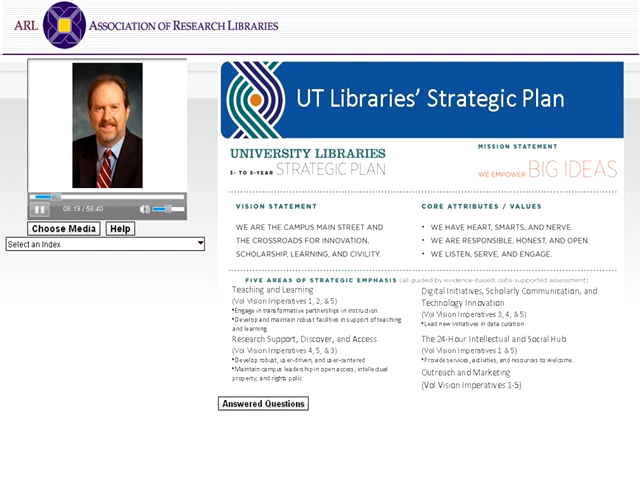 ARL ASSOCIATION OF RESEARCH LIBRARIES
08:19 / 58:40
Choose Media Help
Select an Index
UT Libraries' Strategic Plan
UNIVERSITY LIBRARIES
3- TO 5-YEAR STRATEGIC PLAN
MISSION STATEMENT
WE EMPOWER BIG IDEAS
VISION STATEMENT
WE ARE THE CAMPUS MAIN STREET AND
THE CROSSROADS FOR INNOVATION,
SCHOLARSHIP, LEARNING, AND CIVILITY.
CORE ATTRIBUTES / VALUES
• WE HAVE HEART, SMARTS, AND NERVE.
• WE ARE RESPONSIBLE, HONEST, AND OPEN.
• WE LISTEN, SERVE, AND ENGAGE.
FIVE AREAS OF STRATEGIC EMPHASIS (all guided by evidence-based, data-supported assessment)
Teaching and Learning
(Vol Vision Imperatives 1, 2, & 5)
•Engage in transformative partnerships in instruction
•Develop and maintain robust facilities in support of teaching
and learning
Research Support, Discover, and Access
(Vol Vision Imperatives 4, 5, & 3)
•Develop robust, user-driven, and user-centered
•Maintain campus leadership in open access, intellectual
property, and rights polic
Digital Initiatives, Scholarly Communication, and
Technology Innovation
(Vol Vision Imperatives 3, 4, & 5)
•Lead new initiatives in data curation
The 24-Hour Intellectual and Social Hub
(Vol Vision Imperatives 1 & 5)
•Provide services, activities, and resources to welcome.
Outreach and Marketing
(Vol Vision Imperatives 1-5)
Answered Questions